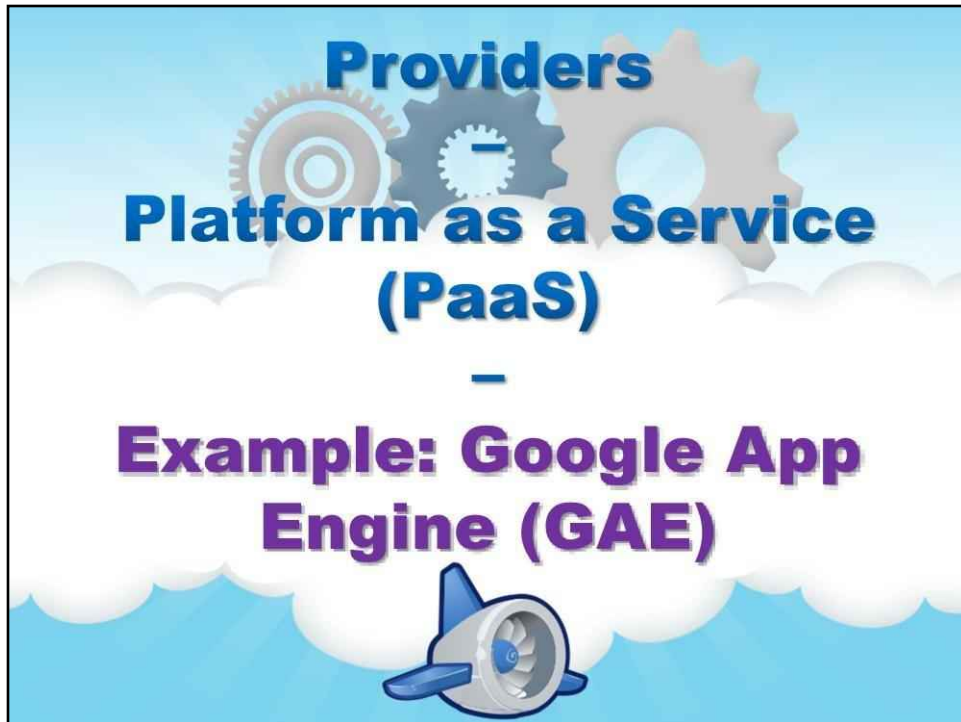 Providers
–
Platform as a Service
(PaaS)
–
Example: Google App
Engine (GAE)